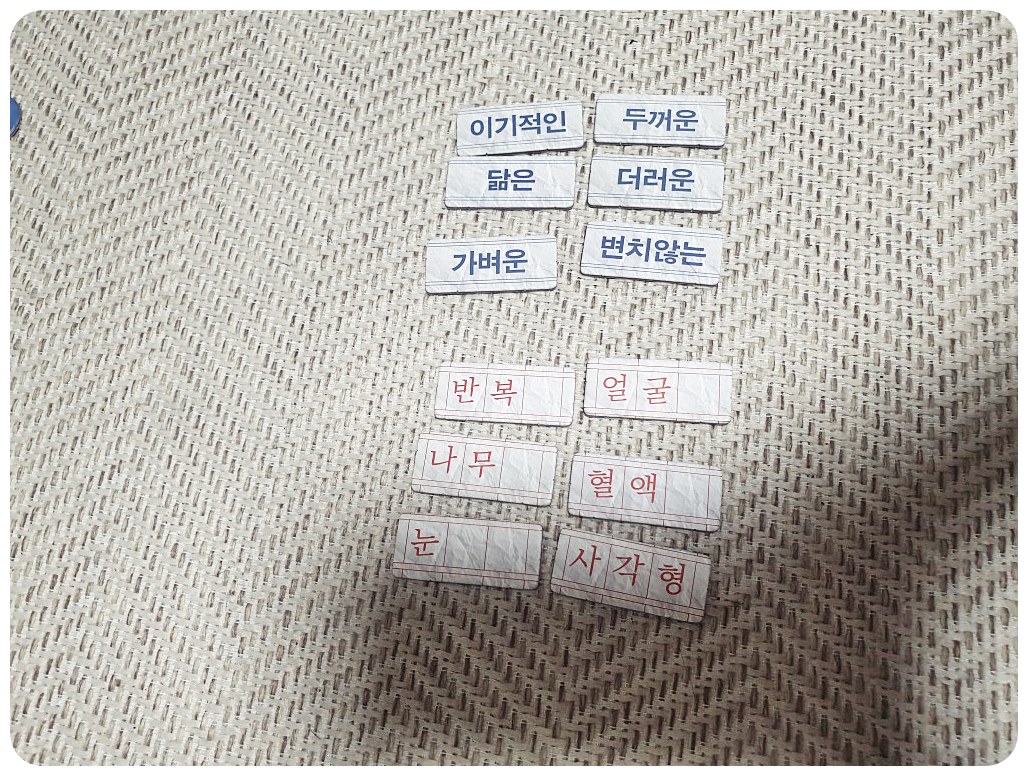 이기적인 두꺼운
닮은 더러운
가벼운 변치않는
반복 얼굴
나무 혈액
눈 사각형